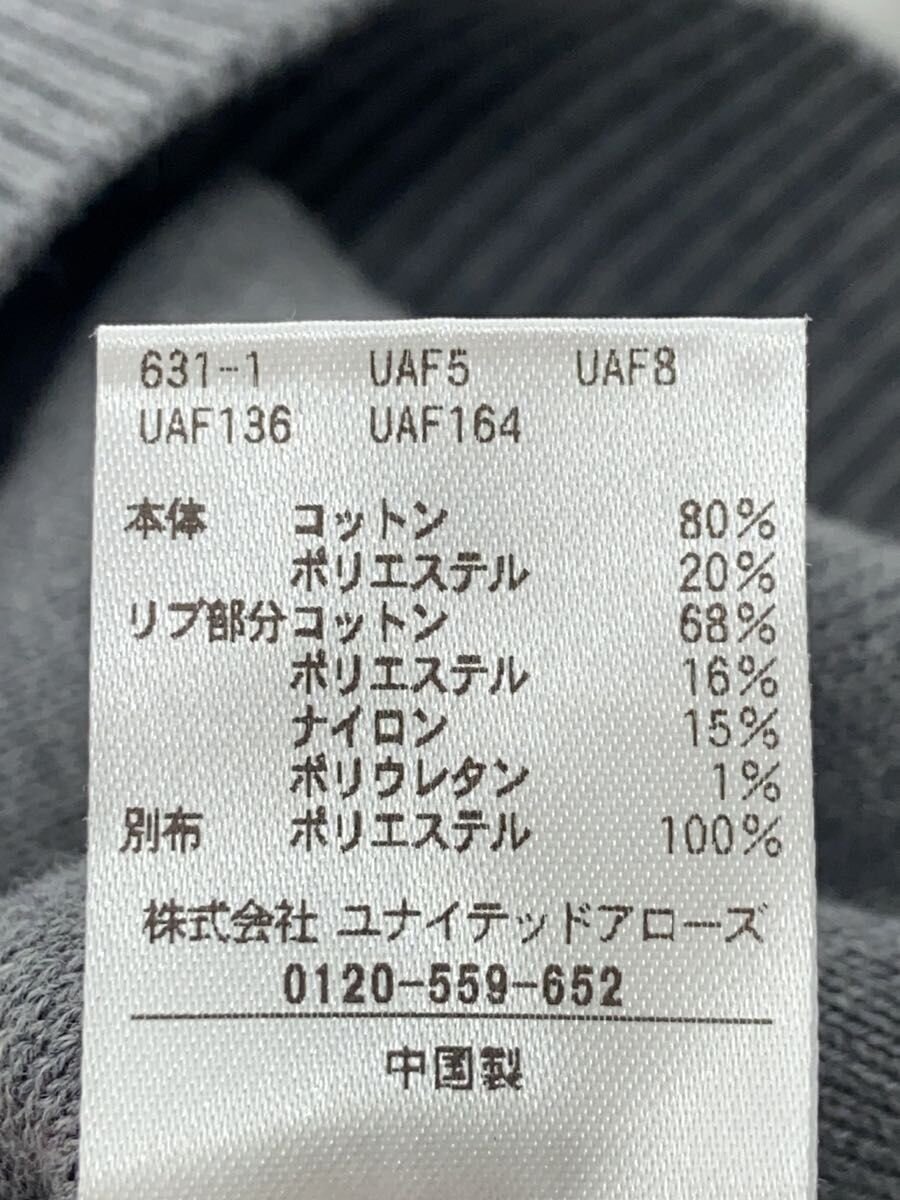 631-1 UAF5 UAF8
UAF136 UAF164
本体 コットン 80%
ポリエステル 20%
リブ部分 コットン 68%
ポリエステル 16%
ナイロン 15%
ポリウレタン 1%
別布 ポリエステル 100%
株式会社 ユナイテッドアローズ
0120-559-652
中国製